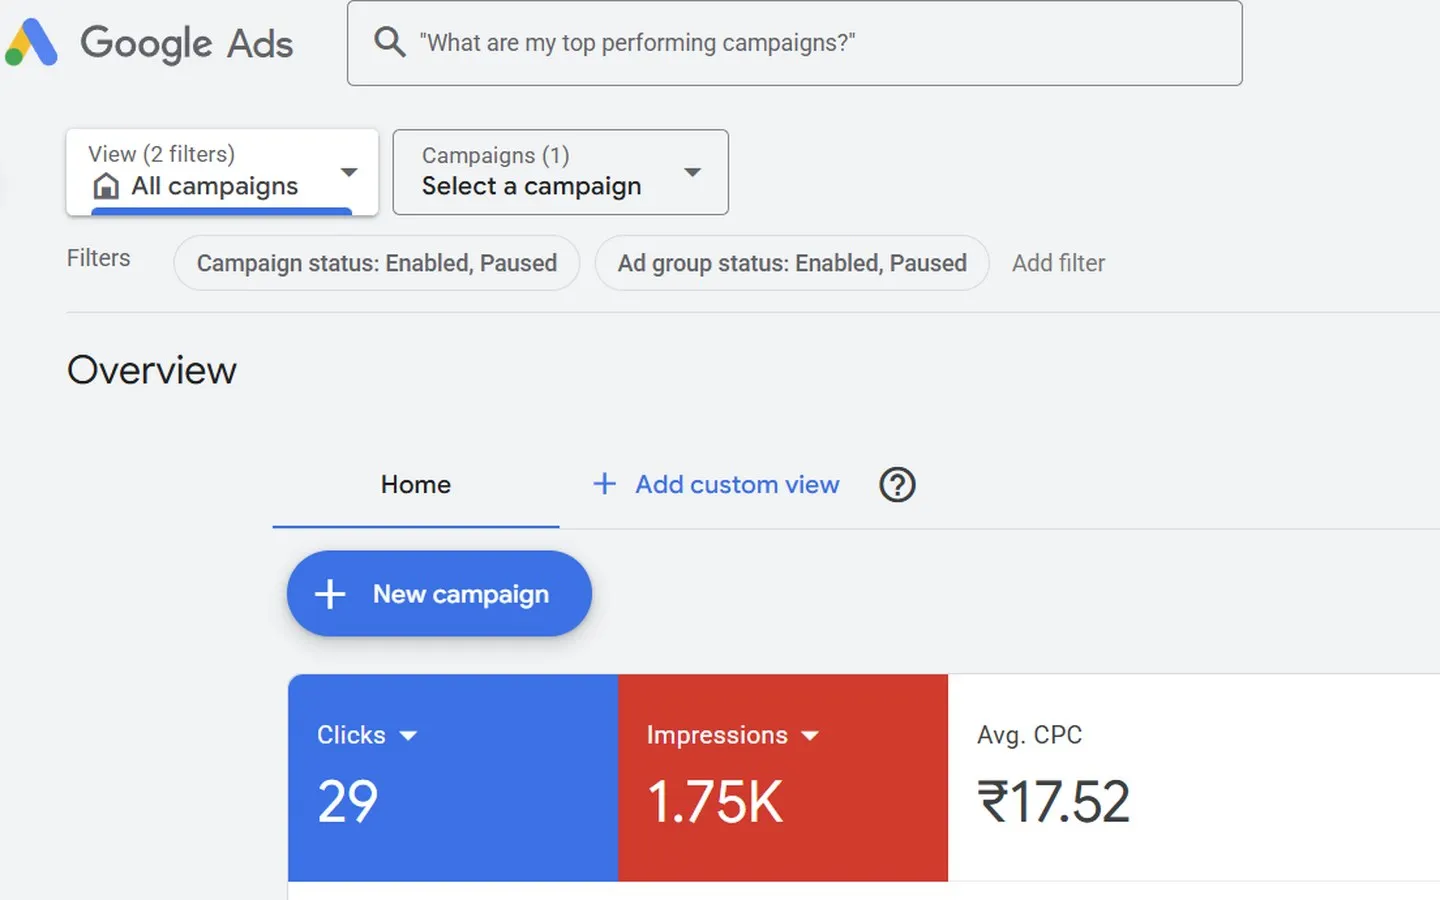 Google Ads
"What are my top performing campaigns?"
View (2 filters)
All campaigns
Campaigns (1)
Select a campaign
Filters
Campaign status: Enabled, Paused
Ad group status: Enabled, Paused
Add filter
Overview
Home
+ Add custom view
?
+ New campaign
Clicks
29
Impressions
1.75K
Avg. CPC
₹17.52